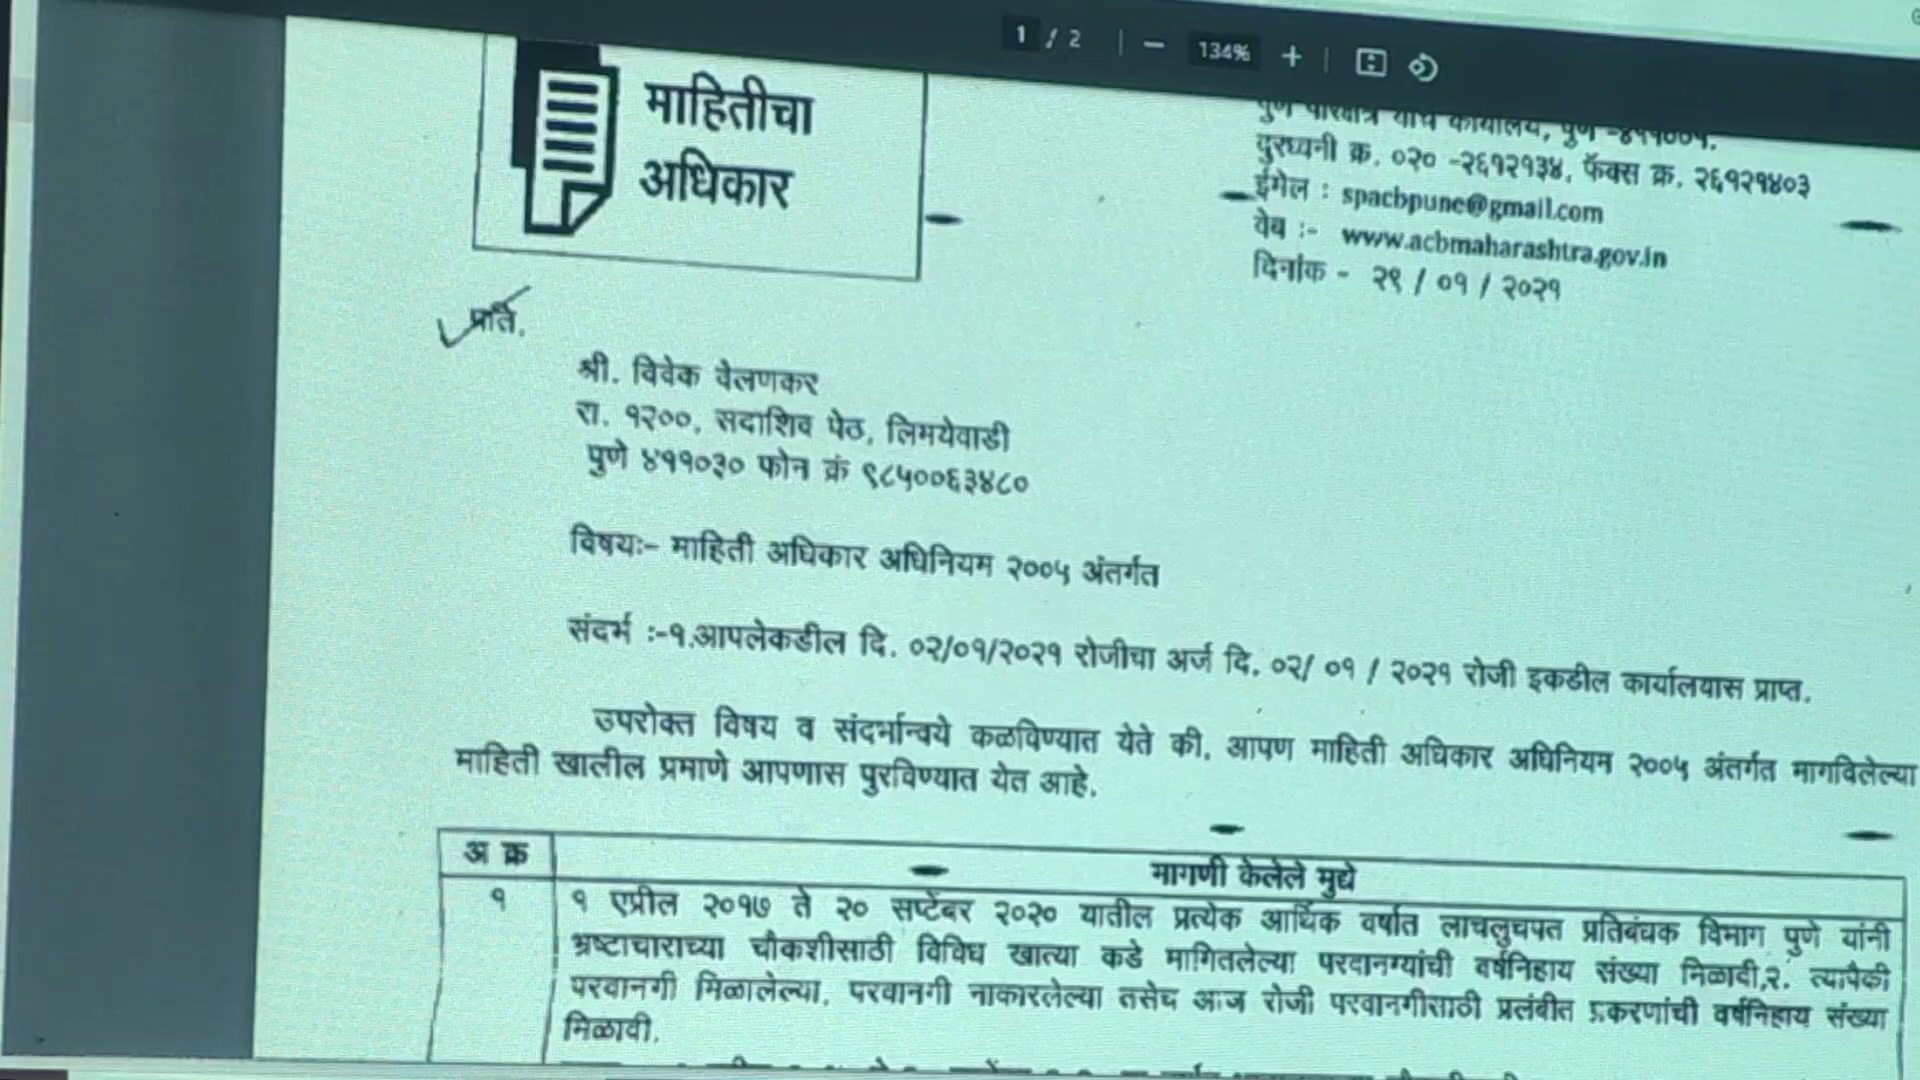 1 / 2
134%
माहितीचा
अधिकार
पुणे परिक्षेत्र यांचे कार्यालय, पुणे -४११००१.
दुरध्वनी क्र. ०२० -२६१२२१३४, फॅक्स क्र. २६१२१४०३
ईमेल : spacbpune@gmail.com
वेब :- www.acbmaharashtra.gov.in
दिनांक - २९ / ०१ / २०२१
प्रति,
श्री. विवेक वेलणकर
रा. १२००, सदाशिव पेठ, लिमयेवाडी
पुणे ४११०३० फोन क्रं ९८५००६३४८०
विषयः- माहिती अधिकार अधिनियम २००५ अंतर्गत
संदर्भ :-१.आपलेकडील दि. ०२/०१/२०२१ रोजीचा अर्ज दि. ०२/ ०१ / २०२१ रोजी इकडील कार्यालयास प्राप्त.
उपरोक्त विषय व संदर्भान्वये कळविण्यात येते की, आपण माहिती अधिकार अधिनियम २००५ अंतर्गत मागविलेल्या
माहिती खालील प्रमाणे आपणास पुरविण्यात येत आहे.
अ क्र
मागणी केलेले मुद्ये
१
१ एप्रील २०१७ ते २० सप्टेंबर २०२० यातील प्रत्येक आर्थिक वर्षात लाचलुचपत प्रतिबंधक विभाग पुणे यांनी
भ्रष्टाचाराच्या चौकशीसाठी विविध खात्या कडे मागितलेल्या परवानग्यांची वर्षनिहाय संख्या मिळावी,२. त्यापैकी
परवानगी मिळालेल्या, परवानगी नाकारलेल्या तसेच आज रोजी परवानगीसाठी प्रलंबीत प्रकरणांची वर्षनिहाय संख्या
मिळावी.